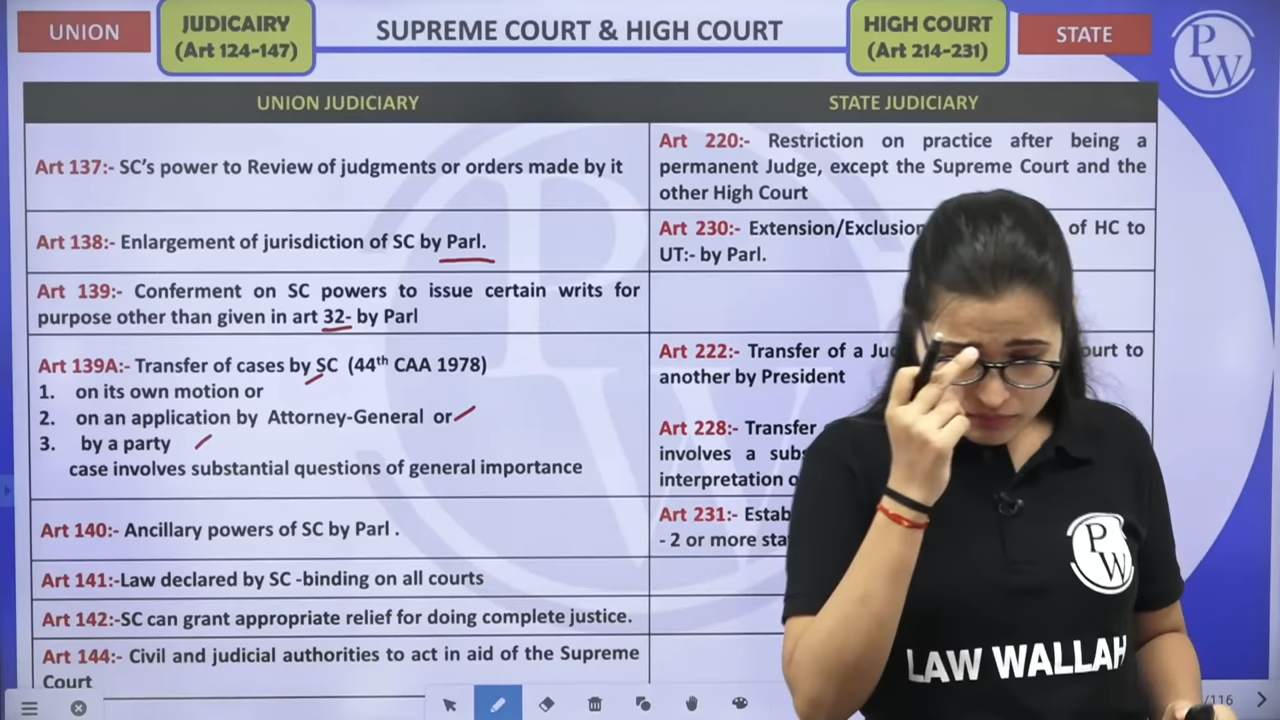 UNION
JUDICAIRY
(Art 124-147)
SUPREME COURT & HIGH COURT
HIGH COURT
(Art 214-231)
STATE
PW
UNION JUDICIARY
STATE JUDICIARY
Art 137:- SC's power to Review of judgments or orders made by it
Art 220:- Restriction on practice after being a
permanent Judge, except the Supreme Court and the
other High Court
Art 138:- Enlargement of jurisdiction of SC by Parl.
Art 230:- Extension/Exclusion of HC to
UT:- by Parl.
Art 139:- Conferment on SC powers to issue certain writs for
purpose other than given in art 32- by Parl
Art 139A:- Transfer of cases by SC (44th CAA 1978)
1. on its own motion or
2. on an application by Attorney-General or
3. by a party
case involves substantial questions of general importance
Art 222:- Transfer of a to
another by President
Art 228:- Transfer
involves a
interpretation
Art 140:- Ancillary powers of SC by Parl .
Art 231:-
- 2 or more
Art 141:-Law declared by SC -binding on all courts
Art 142:-SC can grant appropriate relief for doing complete justice.
Art 144:- Civil and judicial authorities to act in aid of the Supreme
Court
PW
LAW WALLAH
/116